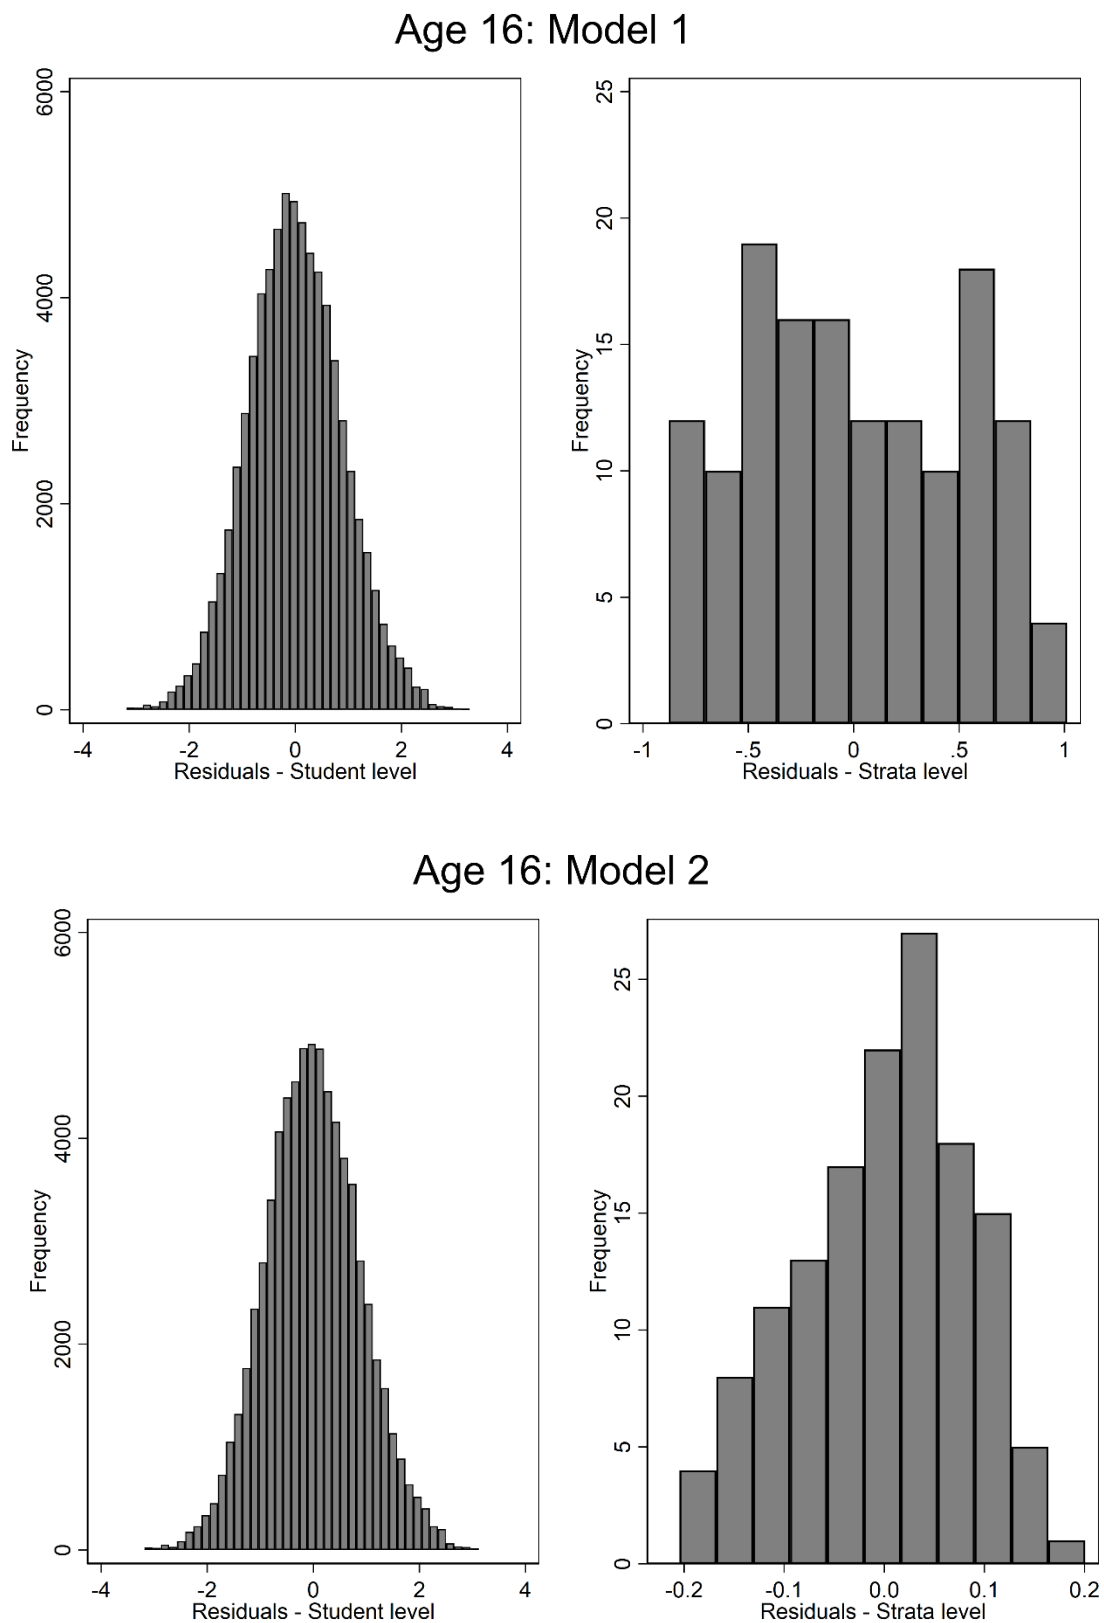 Age 16: Model 1
Frequency
6000
4000
2000
0
-4 -2 0 2 4
Residuals - Student level
Frequency
25
20
15
10
5
0
-1 -.5 0 .5 1
Residuals - Strata level
Age 16: Model 2
Frequency
6000
4000
2000
0
-4 -2 0 2 4
Residuals - Student level
Frequency
25
20
15
10
5
0
-0.2 -0.1 0.0 0.1 0.2
Residuals - Strata level